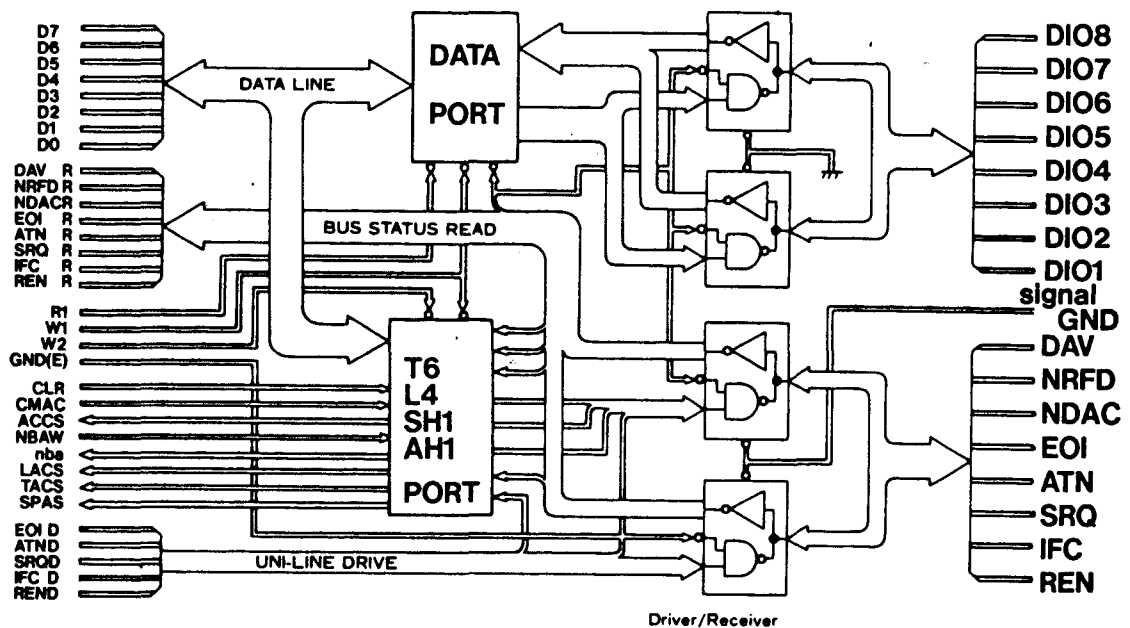 D7
D6
D5
D4
D3
D2
D1
D0
DAV R
NRFD R
NDACR
EOI R
ATN R
SRQ R
IFC R
REN R
R1
W1
W2
GND(E)
CLR
CMAC
ACCS
NBAW
nba
LACS
TACS
SPAS
EOI D
ATND
SRQD
IFC D
REND
DATA LINE
BUS STATUS READ
UNI-LINE DRIVE
DATA
PORT
T6
L4
SH1
AH1
PORT
Driver/Receiver
DIO8
DIO7
DIO6
DIO5
DIO4
DIO3
DIO2
DIO1
signal
GND
DAV
NRFD
NDAC
EOI
ATN
SRQ
IFC
REN